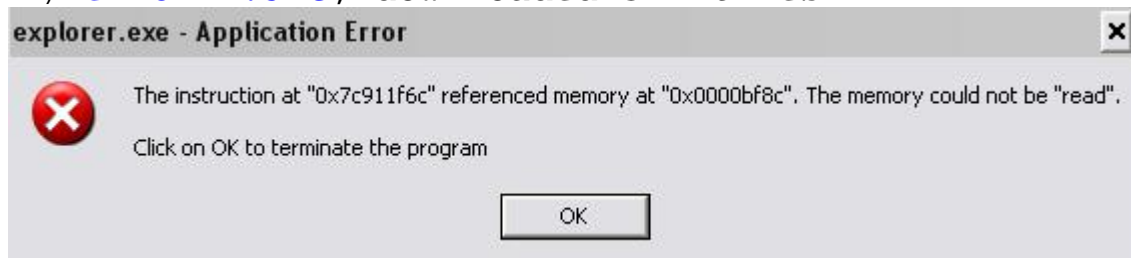 explorer.exe - Application Error
The instruction at "0x7c911f6c" referenced memory at "0x0000bf8c". The memory could not be "read".
Click on OK to terminate the program
OK